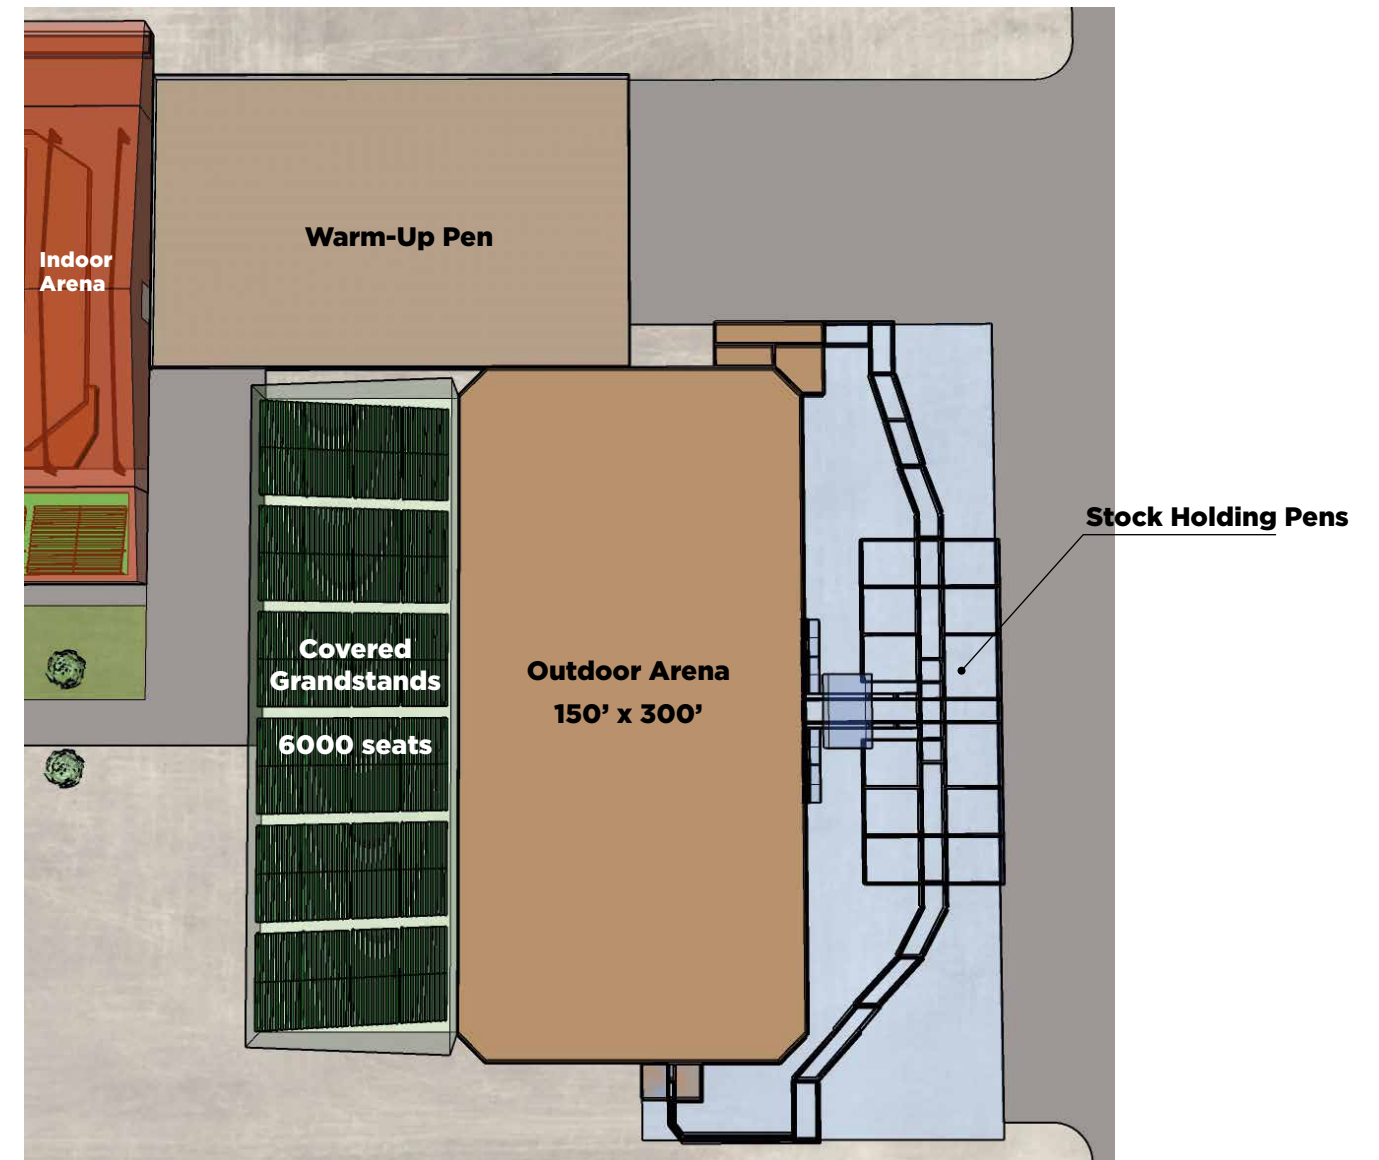 Warm-Up Pen
Indoor
Arena
Stock Holding Pens
Covered
Grandstands
6000 seats
Outdoor Arena
150’ x 300’